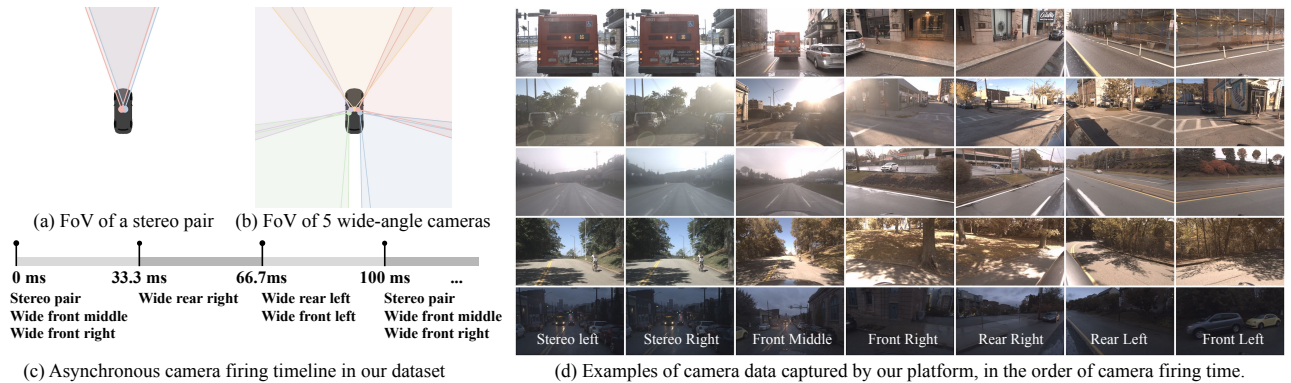 (a) FoV of a stereo pair
(b) FoV of 5 wide-angle cameras
0 ms
33.3 ms
66.7ms
100 ms
...
Stereo pair
Wide front middle
Wide front right
Wide rear right
Wide rear left
Wide front left
Stereo pair
Wide front middle
Wide front right
(c) Asynchronous camera firing timeline in our dataset
Stereo left
Stereo Right
Front Middle
Front Right
Rear Right
Rear Left
Front Left
(d) Examples of camera data captured by our platform, in the order of camera firing time.